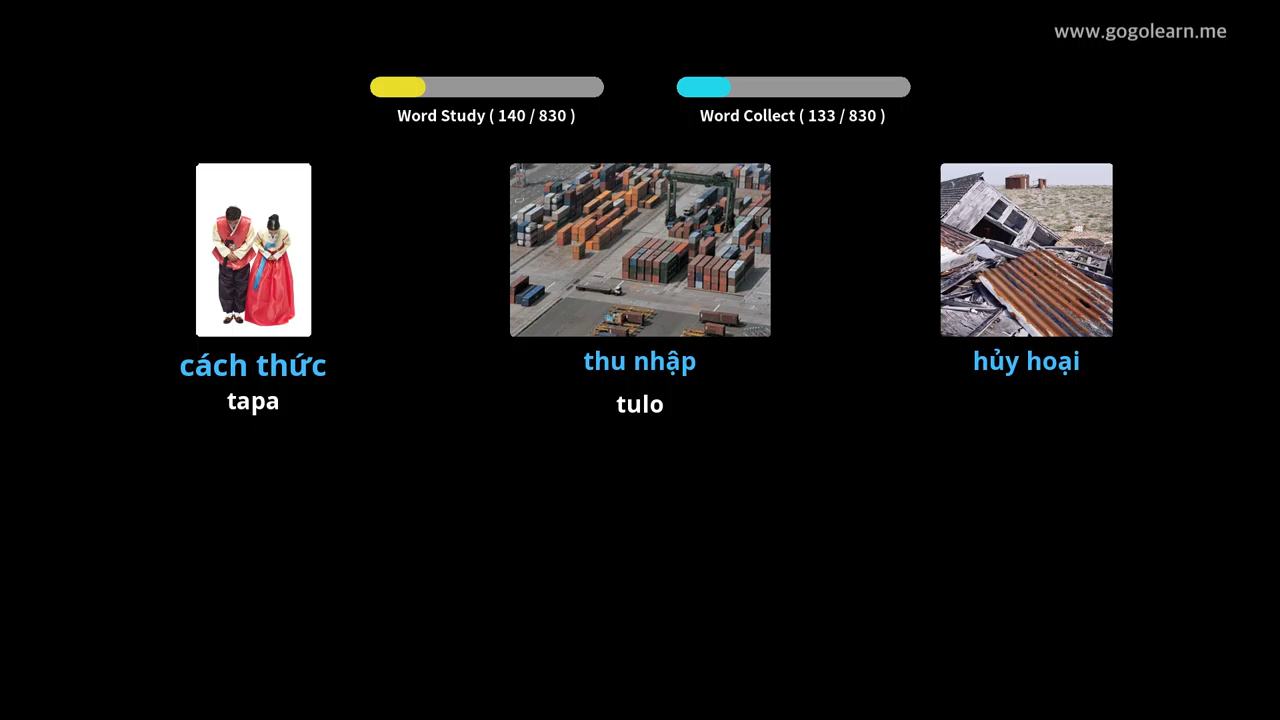 www.gogolearn.me
Word Study ( 140 / 830 )
Word Collect ( 133 / 830 )
cách thức
tapa
thu nhập
tulo
hủy hoại